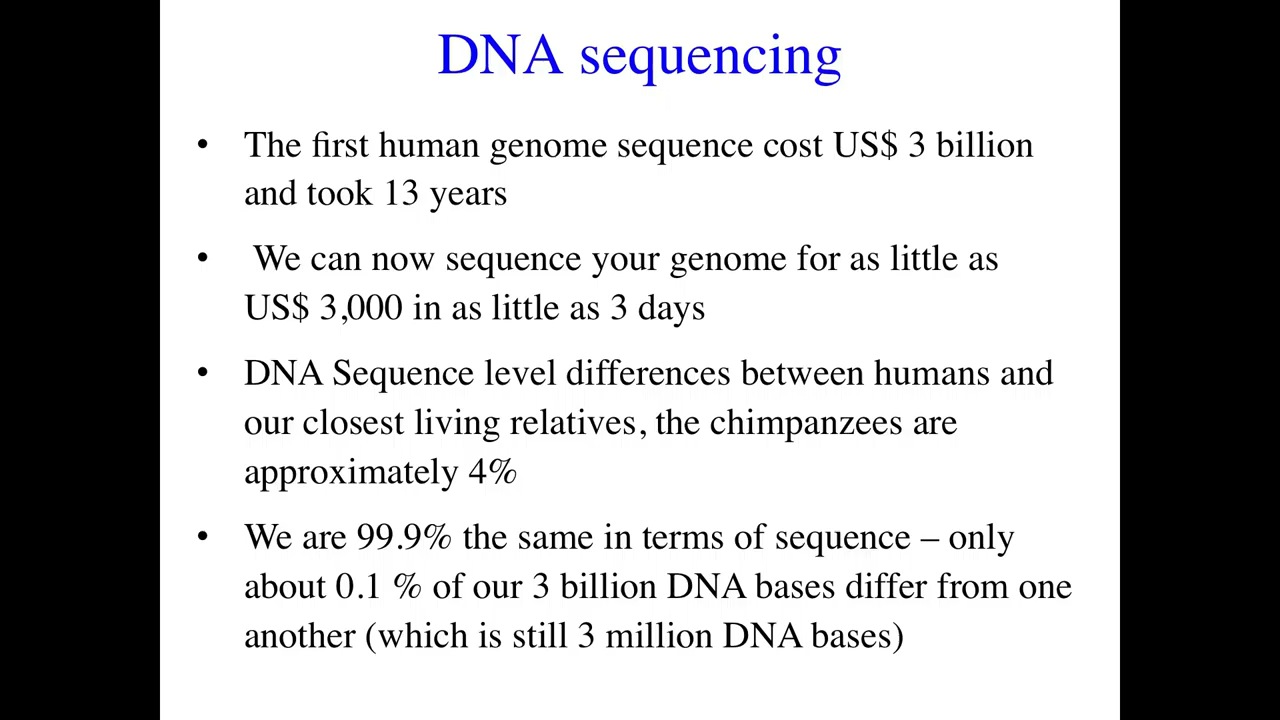 DNA sequencing
• The first human genome sequence cost US$ 3 billion
and took 13 years
• We can now sequence your genome for as little as
US$ 3,000 in as little as 3 days
• DNA Sequence level differences between humans and
our closest living relatives, the chimpanzees are
approximately 4%
• We are 99.9% the same in terms of sequence – only
about 0.1 % of our 3 billion DNA bases differ from one
another (which is still 3 million DNA bases)